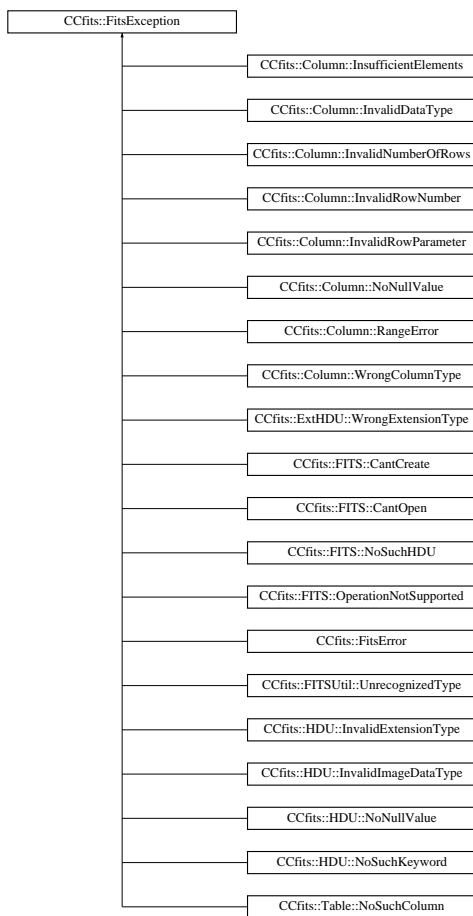 CCfits::FitsException
CCfits::Column::InsufficientElements
CCfits::Column::InvalidDataType
CCfits::Column::InvalidNumberOfRows
CCfits::Column::InvalidRowNumber
CCfits::Column::InvalidRowParameter
CCfits::Column::NoNullValue
CCfits::Column::RangeError
CCfits::Column::WrongColumnType
CCfits::ExtHDU::WrongExtensionType
CCfits::FITS::CantCreate
CCfits::FITS::CantOpen
CCfits::FITS::NoSuchHDU
CCfits::FITS::OperationNotSupported
CCfits::FitsError
CCfits::FITSUtil::UnrecognizedType
CCfits::HDU::InvalidExtensionType
CCfits::HDU::InvalidImageDataType
CCfits::HDU::NoNullValue
CCfits::HDU::NoSuchKeyword
CCfits::Table::NoSuchColumn